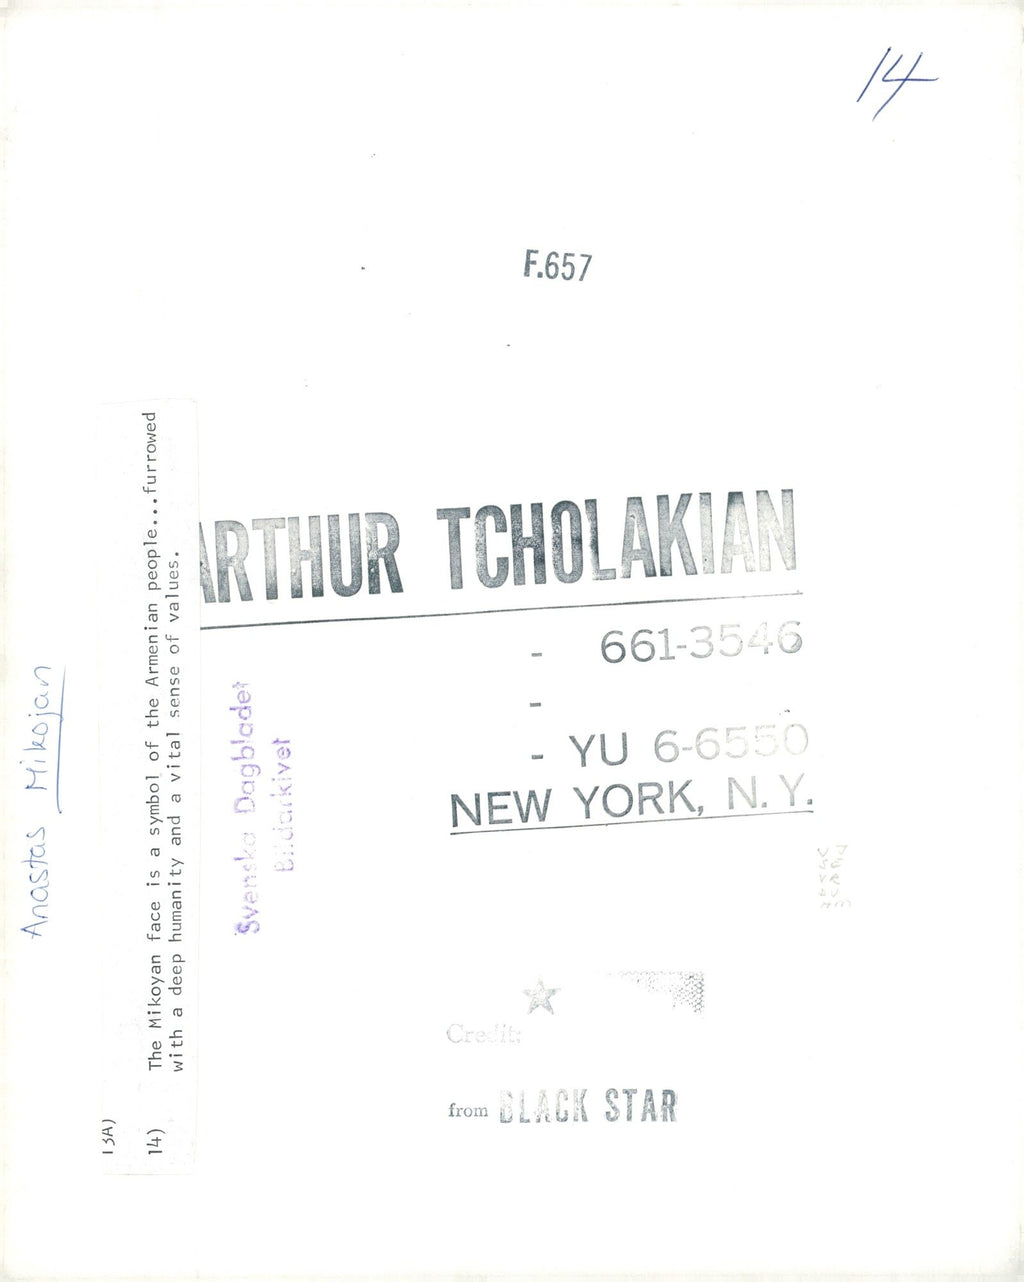 14
F.657
ARTHUR TCHOLAKIAN
- 661-3546
-
- YU 6-6550
NEW YORK, N.Y.
Credit:
from BLACK STAR
Anastas Mikojan
13A)
14) The Mikoyan face is a symbol of the Armenian people...furrowed
with a deep humanity and a vital sense of values.
Svenska Dagbladet
Bildarkivet